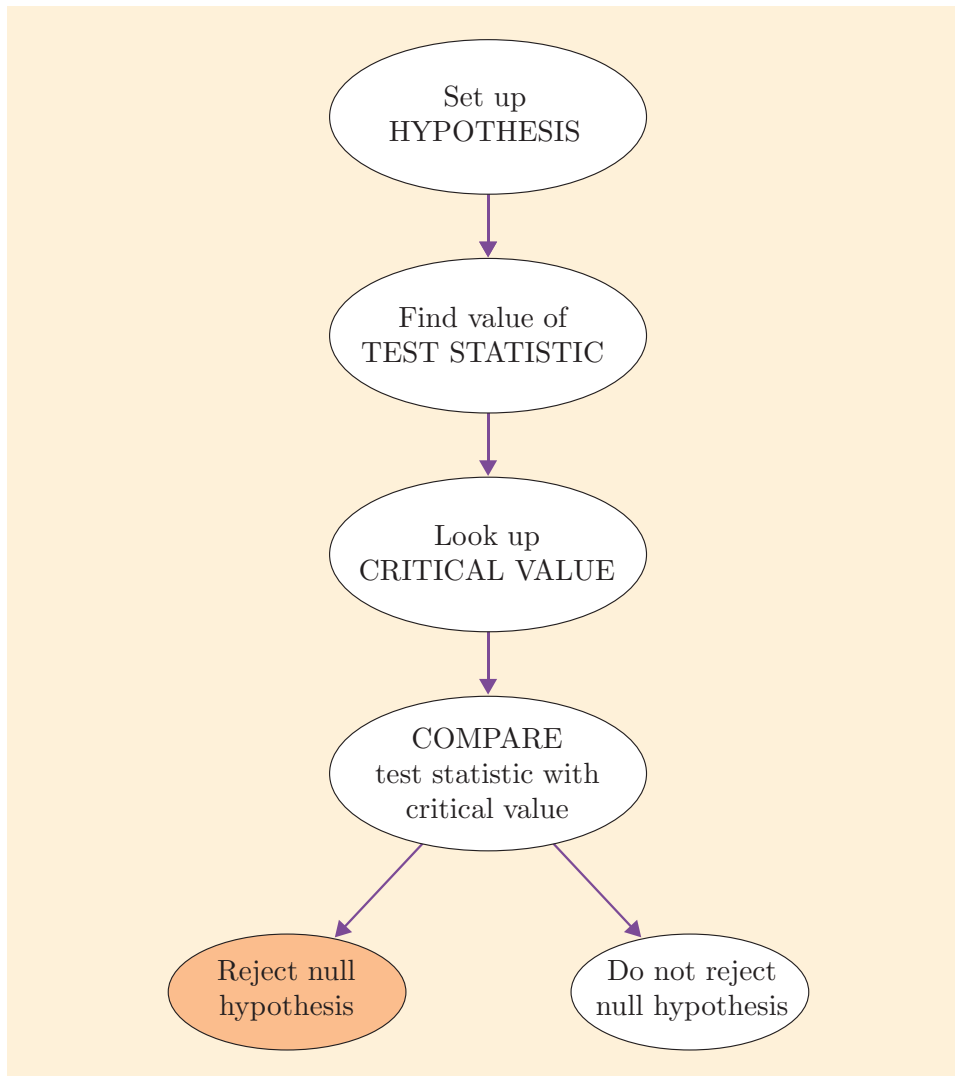 Set up
HYPOTHESIS
Find value of
TEST STATISTIC
Look up
CRITICAL VALUE
COMPARE
test statistic with
critical value
Reject null
hypothesis
Do not reject
null hypothesis